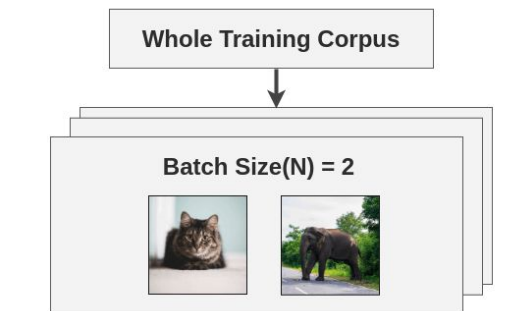 Whole Training Corpus
Batch Size(N) = 2